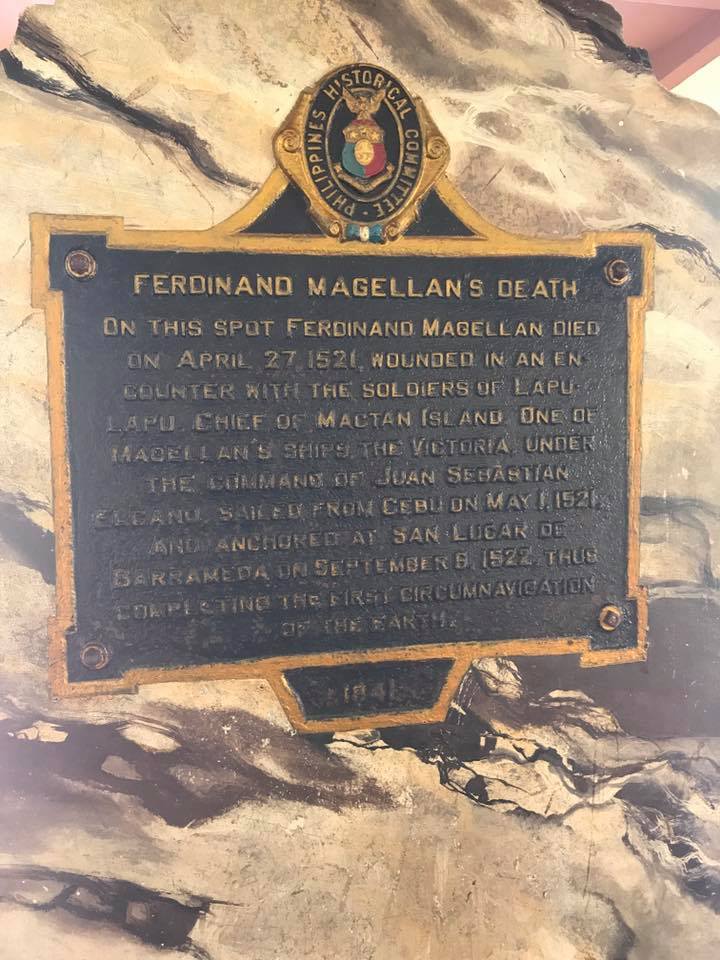 PHILIPPINES HISTORICAL COMMITTEE
FERDINAND MAGELLAN'S DEATH
ON THIS SPOT FERDINAND MAGELLAN DIED
ON APRIL 27, 1521, WOUNDED IN AN EN-
COUNTER WITH THE SOLDIERS OF LAPU-
LAPU, CHIEF OF MACTAN ISLAND. ONE OF
MAGELLAN'S SHIPS, THE VICTORIA, UNDER
THE COMMAND OF JUAN SEBASTIAN
ELCANO, SAILED FROM CEBU ON MAY 1, 1521,
AND ANCHORED AT SAN LUCAR DE
BARRAMEDA ON SEPTEMBER 6, 1522, THUS
COMPLETING THE FIRST CIRCUMNAVIGATION
OF THE EARTH.
1941